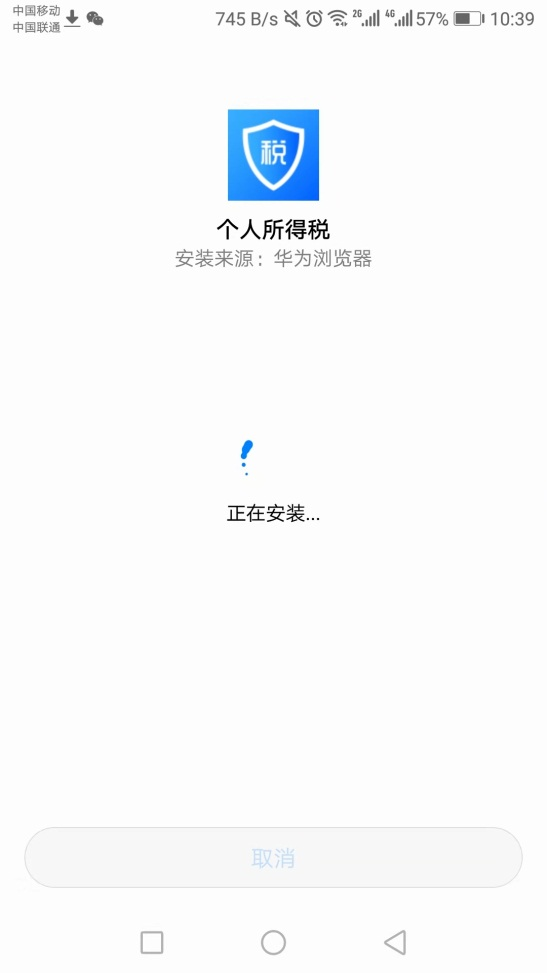 中国移动
中国联通
745 B/s 2G 4G 57% 10:39
税
个人所得税
安装来源：华为浏览器
正在安装...
取消